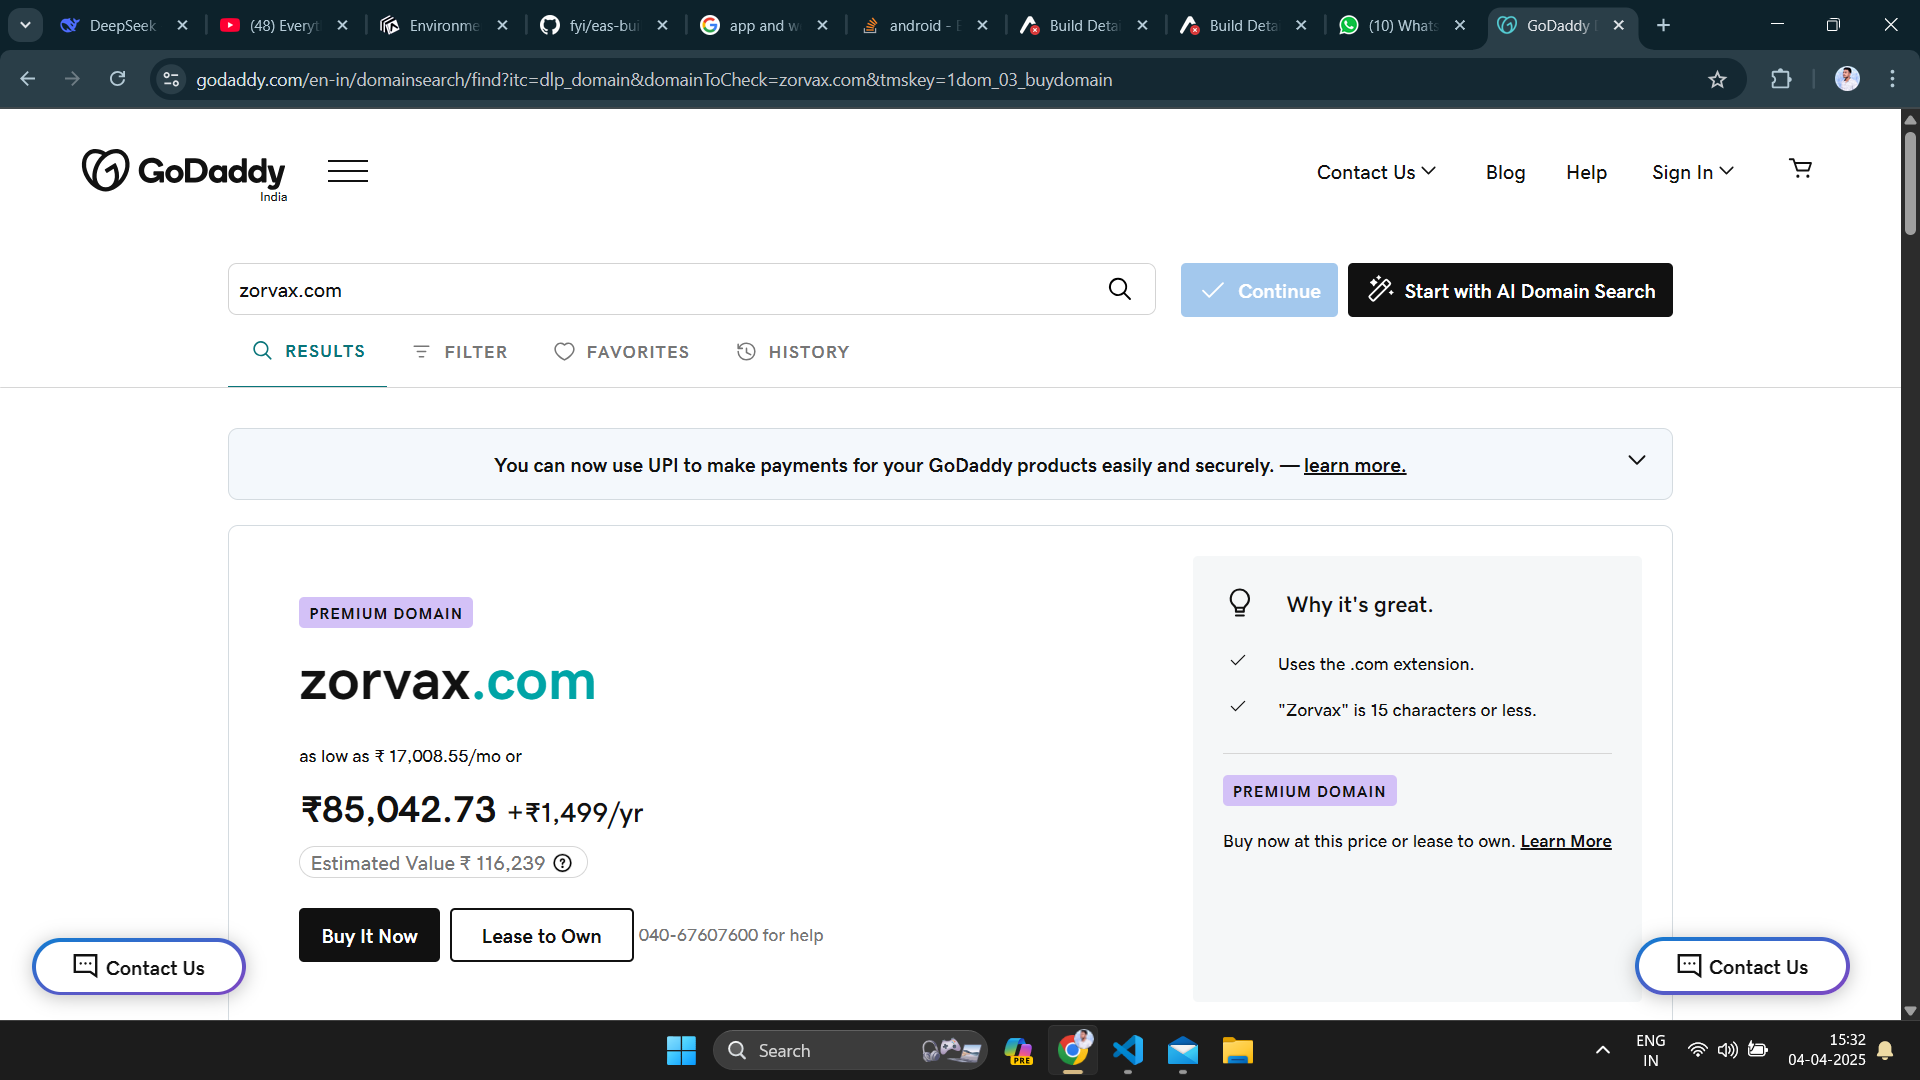 DeepSeek
(48) Everyt
Environme
fyi/eas-bui
app and w
android - E
Build Deta
Build Deta
(10) Whats
GoDaddy
godaddy.com/en-in/domainsearch/find?itc=dlp_domain&domainToCheck=zorvax.com&tmskey=1dom_03_buydomain
GoDaddy
India
Contact Us
Blog
Help
Sign In
zorvax.com
Continue
Start with AI Domain Search
RESULTS
FILTER
FAVORITES
HISTORY
You can now use UPI to make payments for your GoDaddy products easily and securely. — learn more.
PREMIUM DOMAIN
zorvax.com
as low as ₹ 17,008.55/mo or
₹85,042.73 +₹1,499/yr
Estimated Value ₹ 116,239
Buy It Now
Lease to Own
040-67607600 for help
Why it's great.
Uses the .com extension.
"Zorvax" is 15 characters or less.
PREMIUM DOMAIN
Buy now at this price or lease to own. Learn More
Contact Us
Contact Us
Search
PRE
ENG
IN
15:32
04-04-2025